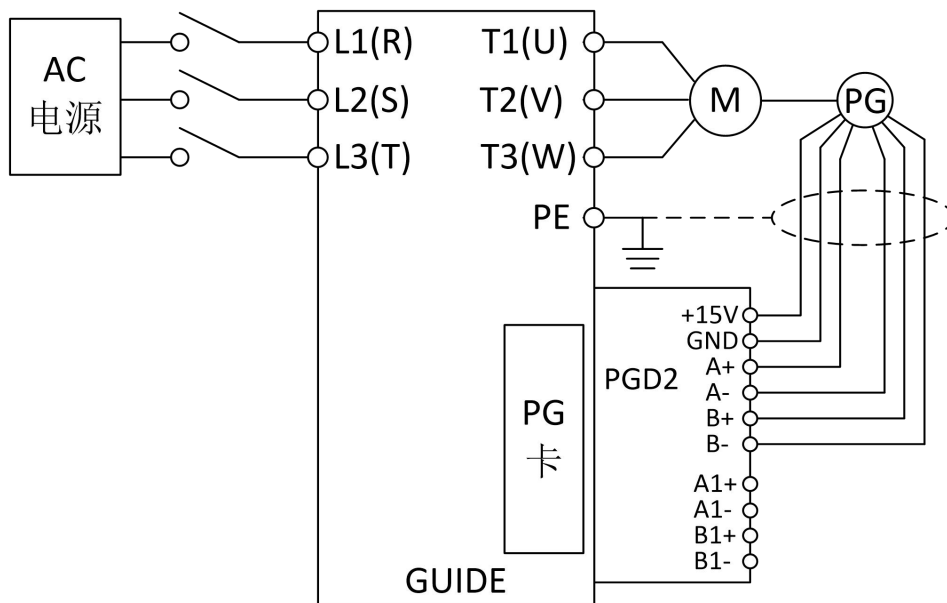 AC
电源
L1(R)
L2(S)
L3(T)
T1(U)
T2(V)
T3(W)
PE
M
PG
+15V
GND
A+
A-
B+
B-
A1+
A1-
B1+
B1-
PGD2
PG
卡
GUIDE